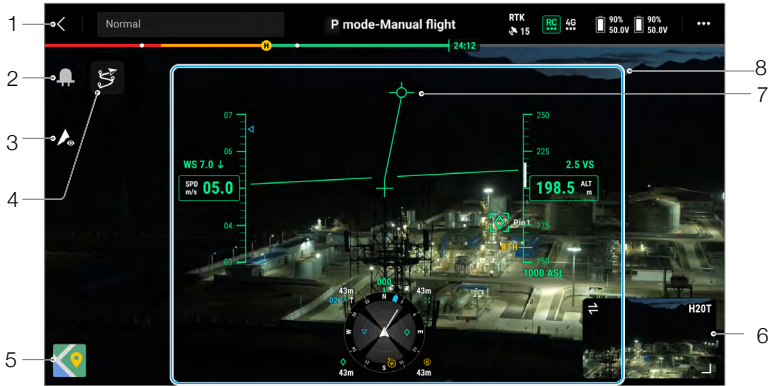 1
Normal
P mode-Manual flight
RTK
15
RC
4G
90%
50.0V
90%
50.0V
H
24:12
2
3
4
5
6
7
8
07
06
04
03
WS 7.0 ↓
SPD
m/s
05.0
250
225
175
150
2.5 VS
198.5
ALT
m
Pin1
1000 ASL
000
43m
43m
43m
43m
N
E
S
W
H20T